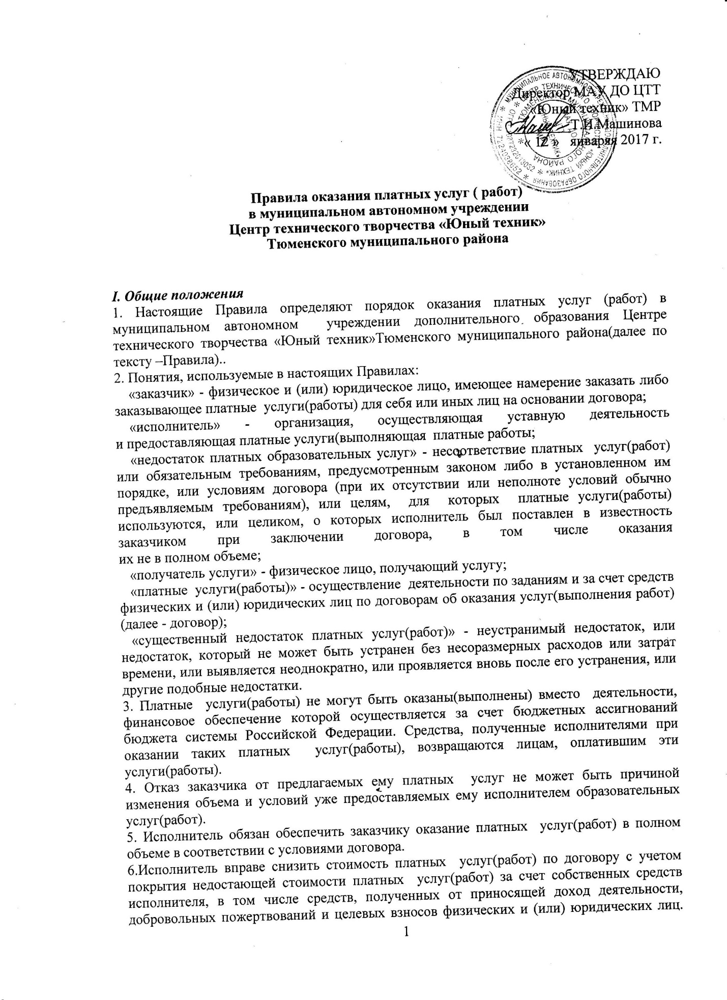 УТВЕРЖДАЮ
Директор МАУ ДО ЦТТ
«Юный техник» ТМР
Т.И.Машинова
« 12 » января 2017 г.
МУНИЦИПАЛЬНОЕ АВТОНОМНОЕ УЧРЕЖДЕНИЕ ДОПОЛНИТЕЛЬНОГО ОБРАЗОВАНИЯ
ЦЕНТР ТЕХНИЧЕСКОГО ТВОРЧЕСТВА «ЮНЫЙ ТЕХНИК»
ТЮМЕНСКОГО МУНИЦИПАЛЬНОГО РАЙОНА
Правила оказания платных услуг ( работ)
в муниципальном автономном учреждении
Центр технического творчества «Юный техник»
Тюменского муниципального района
I. Общие положения
1. Настоящие Правила определяют порядок оказания платных услуг (работ) в
муниципальном автономном учреждении дополнительного образования Центре
технического творчества «Юный техник»Тюменского муниципального района(далее по
тексту –Правила)..
2. Понятия, используемые в настоящих Правилах:
«заказчик» - физическое и (или) юридическое лицо, имеющее намерение заказать либо
заказывающее платные услуги(работы) для себя или иных лиц на основании договора;
«исполнитель» - организация, осуществляющая уставную деятельность
и предоставляющая платные услуги(выполняющая платные работы;
«недостаток платных образовательных услуг» - несоответствие платных услуг(работ)
или обязательным требованиям, предусмотренным законом либо в установленном им
порядке, или условиям договора (при их отсутствии или неполноте условий обычно
предъявляемым требованиям), или целям, для которых платные услуги(работы)
используются, или целиком, о которых исполнитель был поставлен в известность
заказчиком при заключении договора, в том числе оказания
их не в полном объеме;
«получатель услуги» - физическое лицо, получающий услугу;
«платные услуги(работы)» - осуществление деятельности по заданиям и за счет средств
физических и (или) юридических лиц по договорам об оказания услуг(выполнения работ)
(далее - договор);
«существенный недостаток платных услуг(работ)» - неустранимый недостаток, или
недостаток, который не может быть устранен без несоразмерных расходов или затрат
времени, или выявляется неоднократно, или проявляется вновь после его устранения, или
другие подобные недостатки.
3. Платные услуги(работы) не могут быть оказаны(выполнены) вместо деятельности,
финансовое обеспечение которой осуществляется за счет бюджетных ассигнований
бюджета системы Российской Федерации. Средства, полученные исполнителями при
оказании таких платных услуг(работы), возвращаются лицам, оплатившим эти
услуги(работы).
4. Отказ заказчика от предлагаемых ему платных услуг не может быть причиной
изменения объема и условий уже предоставляемых ему исполнителем образовательных
услуг(работ).
5. Исполнитель обязан обеспечить заказчику оказание платных услуг(работ) в полном
объеме в соответствии с условиями договора.
6.Исполнитель вправе снизить стоимость платных услуг(работ) по договору с учетом
покрытия недостающей стоимости платных услуг(работ) за счет собственных средств
исполнителя, в том числе средств, полученных от приносящей доход деятельности,
добровольных пожертвований и целевых взносов физических и (или) юридических лиц.
1